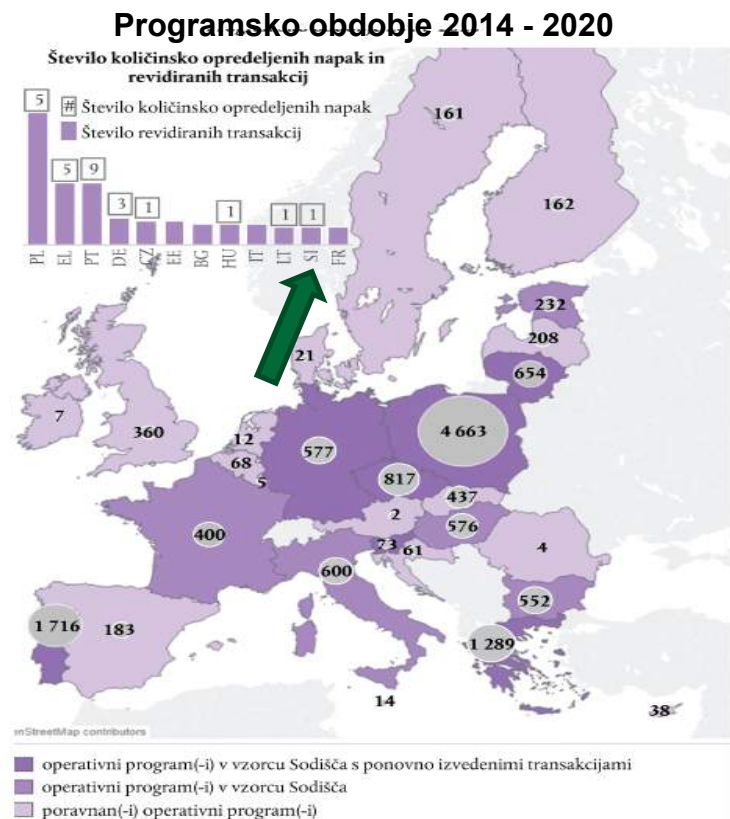 Programsko obdobje 2014 - 2020
Število količinsko opredeljenih napak in
revidiranih transakcij
# Število količinsko opredeljenih napak
Število revidiranih transakcij
5
5
9
3
1
1
1
1
PL
EL
PT
DE
CZ
EE
BG
HU
IT
LT
SI
FR
161
162
232
208
654
21
7
360
12
68
5
577
4 663
817
437
2
576
400
73
61
4
600
552
1 716
183
1 289
14
38
enStreetMap contributors
operativni program(-i) v vzorcu Sodišča s ponovno izvedenimi transakcijami
operativni program(-i) v vzorcu Sodišča
poravnan(-i) operativni program(-i)